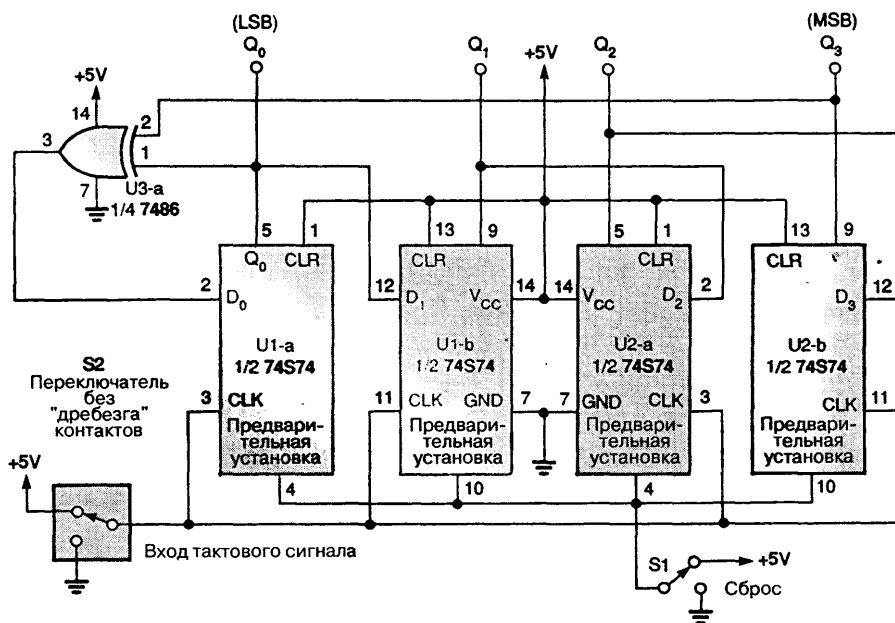 (LSB)
(MSB)
Q0
Q1
Q2
Q3
+5V
+5V
14
3
2
1
7
U3-a
1/4 7486
5
1
13
9
5
1
13
9
Q0
CLR
CLR
CLR
CLR
2
D0
12
D1
VCC
14
14
VCC
D2
2
D3
12
U1-a
1/2 74S74
U1-b
1/2 74S74
U2-a
1/2 74S74
U2-b
1/2 74S74
S2
Переключатель
без
"дребезга"
контактов
3
CLK
11
CLK
GND
7
7
GND
CLK
3
CLK
11
Предвари-
тельная
установка
Предвари-
тельная
установка
Предвари-
тельная
установка
Предвари-
тельная
установка
4
10
4
10
+5V
Вход тактового сигнала
S1
+5V
Сброс